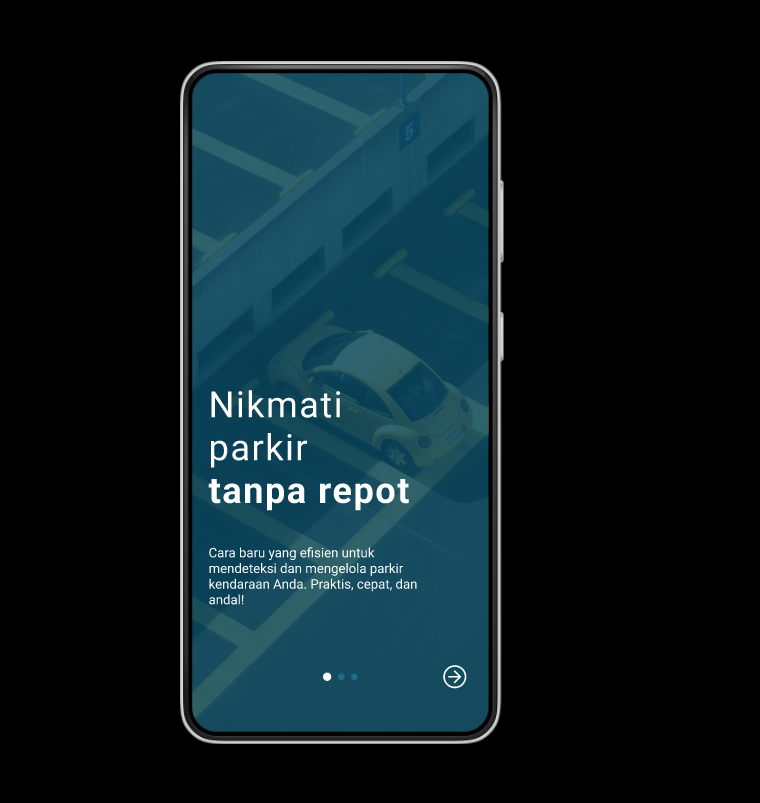 5
Nikmati
parkir
tanpa repot
Cara baru yang efisien untuk
mendeteksi dan mengelola parkir
kendaraan Anda. Praktis, cepat, dan
andal!